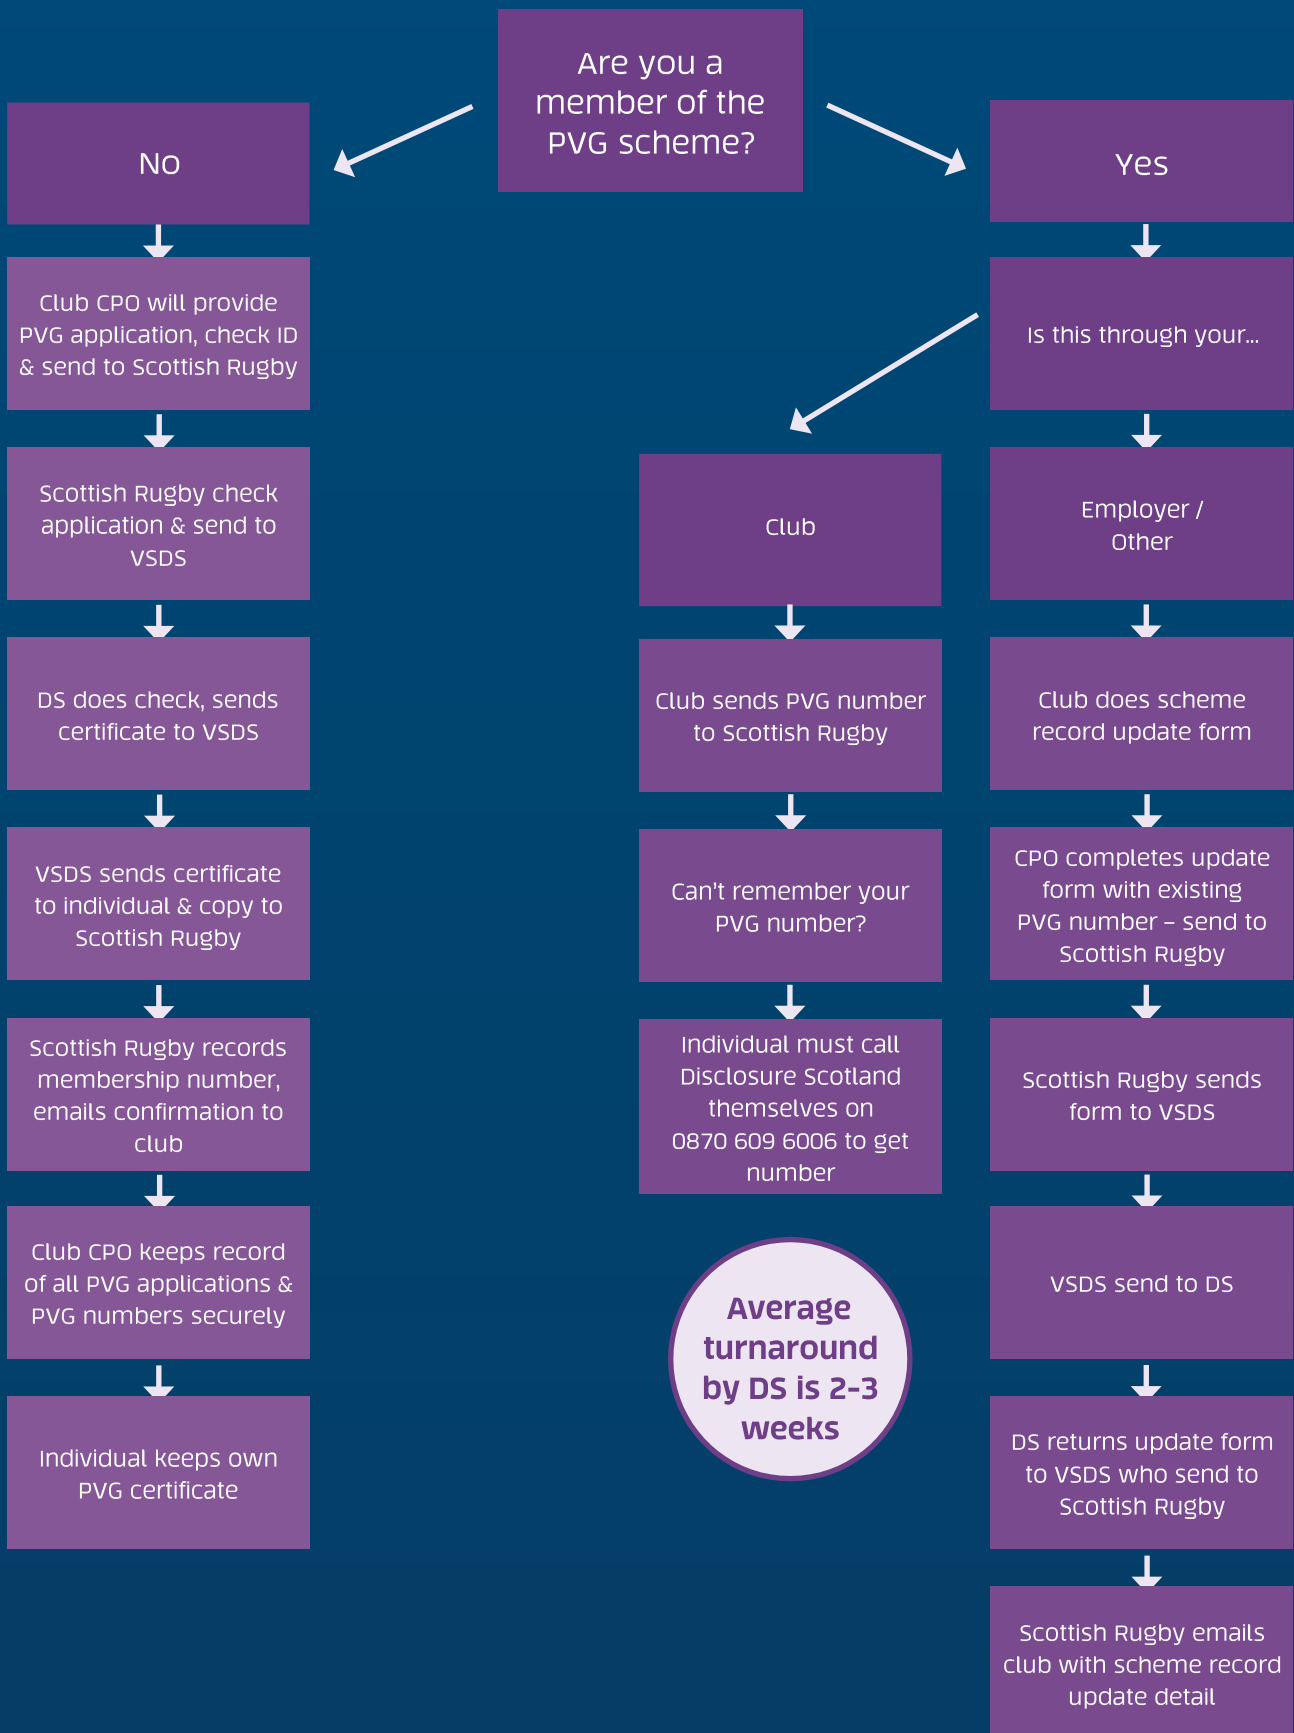 Are you a
member of the
PVG scheme?
No
Club CPO will provide
PVG application, check ID
& send to Scottish Rugby
Scottish Rugby check
application & send to
VSDS
DS does check, sends
certificate to VSDS
VSDS sends certificate
to individual & copy to
Scottish Rugby
Scottish Rugby records
membership number,
emails confirmation to
club
Club CPO keeps record
of all PVG applications &
PVG numbers securely
Individual keeps own
PVG certificate
Yes
Is this through your...
Club
Club sends PVG number
to Scottish Rugby
Can't remember your
PVG number?
Individual must call
Disclosure Scotland
themselves on
0870 609 6006 to get
number
Average
turnaround
by DS is 2-3
weeks
Employer /
Other
Club does scheme
record update form
CPO completes update
form with existing
PVG number – send to
Scottish Rugby
Scottish Rugby sends
form to VSDS
VSDS send to DS
DS returns update form
to VSDS who send to
Scottish Rugby
Scottish Rugby emails
club with scheme record
update detail